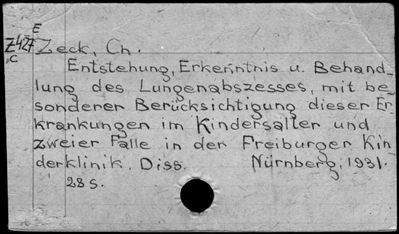 E
Z427 Zeck, Ch.
C
Entstehung, Erkenntnis u. Behand-
lung des Lungenabszesses, mit be-
sonderer Berücksichtigung dieser Er-
krankungen im Kindersalter und
zweier Fälle in der Freiburger Kin-
derklinik. Diss. Nürnberg, 1931.
28 S.